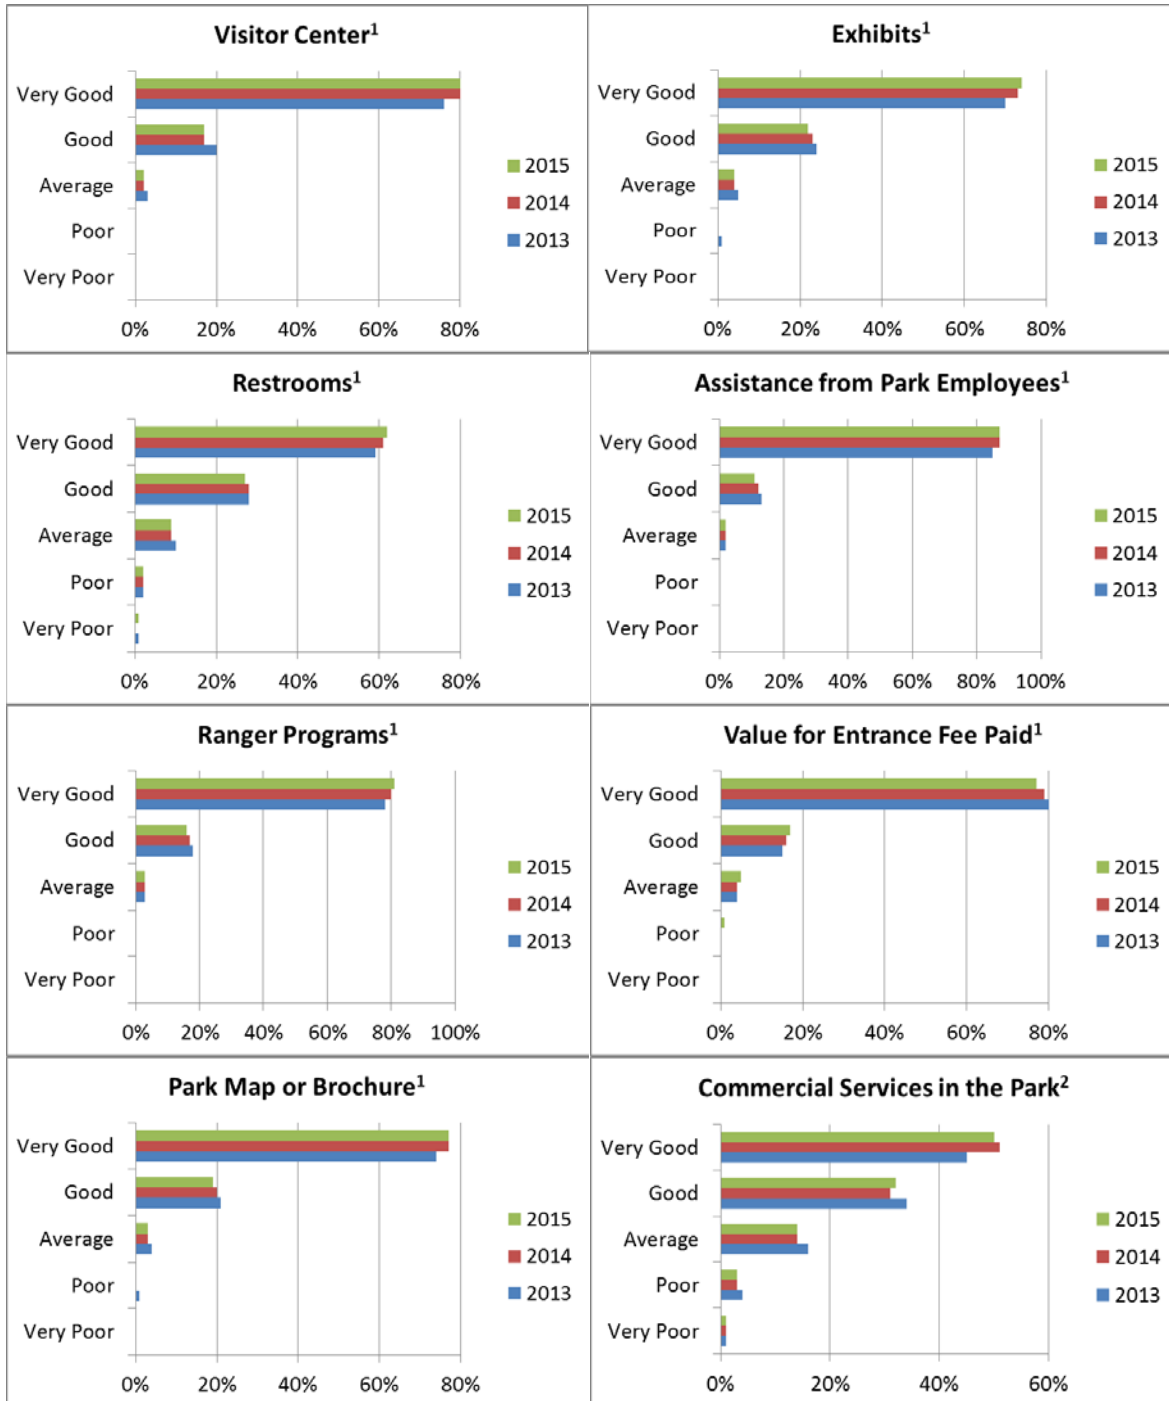 Visitor Center¹
Very Good
Good
Average
Poor
Very Poor
2015
2014
2013
0% 20% 40% 60% 80%
Exhibits¹
Very Good
Good
Average
Poor
Very Poor
2015
2014
2013
0% 20% 40% 60% 80%
Restrooms¹
Very Good
Good
Average
Poor
Very Poor
2015
2014
2013
0% 20% 40% 60% 80%
Assistance from Park Employees¹
Very Good
Good
Average
Poor
Very Poor
2015
2014
2013
0% 20% 40% 60% 80% 100%
Ranger Programs¹
Very Good
Good
Average
Poor
Very Poor
2015
2014
2013
0% 20% 40% 60% 80% 100%
Value for Entrance Fee Paid¹
Very Good
Good
Average
Poor
Very Poor
2015
2014
2013
0% 20% 40% 60% 80%
Park Map or Brochure¹
Very Good
Good
Average
Poor
Very Poor
2015
2014
2013
0% 20% 40% 60% 80%
Commercial Services in the Park²
Very Good
Good
Average
Poor
Very Poor
2015
2014
2013
0% 20% 40% 60%